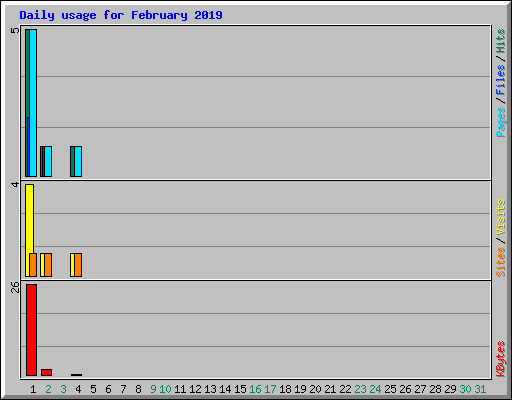 Daily usage for February 2019
5
Pages/Files/Hits
4
Sites/Visits
26
KBytes
1 2 3 4 5 6 7 8 9 10 11 12 13 14 15 16 17 18 19 20 21 22 23 24 25 26 27 28 29 30 31